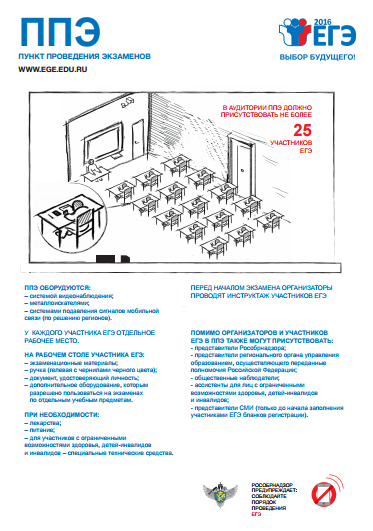 ППЭ
ПУНКТ ПРОВЕДЕНИЯ ЭКЗАМЕНОВ
WWW.EGE.EDU.RU
2016
ЕГЭ
ВЫБОР БУДУЩЕГО!
В АУДИТОРИИ ППЭ ДОЛЖНО
ПРИСУТСТВОВАТЬ НЕ БОЛЕЕ
25
УЧАСТНИКОВ
ЕГЭ
ППЭ ОБОРУДУЮТСЯ:
– системой видеонаблюдения;
– металлоискателями;
– системами подавления сигналов мобильной
связи (по решению регионов).
У КАЖДОГО УЧАСТНИКА ЕГЭ ОТДЕЛЬНОЕ
РАБОЧЕЕ МЕСТО.
НА РАБОЧЕМ СТОЛЕ УЧАСТНИКА ЕГЭ:
– экзаменационные материалы;
– ручка (гелевая с чернилами черного цвета);
– документ, удостоверяющий личность;
– дополнительное оборудование, которым
разрешено пользоваться на экзаменах
по отдельным учебным предметам.
ПРИ НЕОБХОДИМОСТИ:
– лекарства;
– питание;
– для участников с ограниченными
возможностями здоровья, детей-инвалидов
и инвалидов – специальные технические средства.
ПЕРЕД НАЧАЛОМ ЭКЗАМЕНА ОРГАНИЗАТОРЫ
ПРОВОДЯТ ИНСТРУКТАЖ УЧАСТНИКОВ ЕГЭ
ПОМИМО ОРГАНИЗАТОРОВ И УЧАСТНИКОВ
ЕГЭ В ППЭ ТАКЖЕ МОГУТ ПРИСУТСТВОВАТЬ:
- представители Рособрнадзора;
- представители регионального органа управления
образованием, осуществляющего переданные
полномочия Российской Федерации;
- общественные наблюдатели;
- ассистенты для лиц с ограниченными
возможностями здоровья, детей-инвалидов
и инвалидов;
- представители СМИ (только до начала заполнения
участниками ЕГЭ бланков регистрации).
РОСОБРНАДЗОР
ПРЕДУПРЕЖДАЕТ:
СОБЛЮДАЙТЕ
ПОРЯДОК
ПРОВЕДЕНИЯ
ЕГЭ